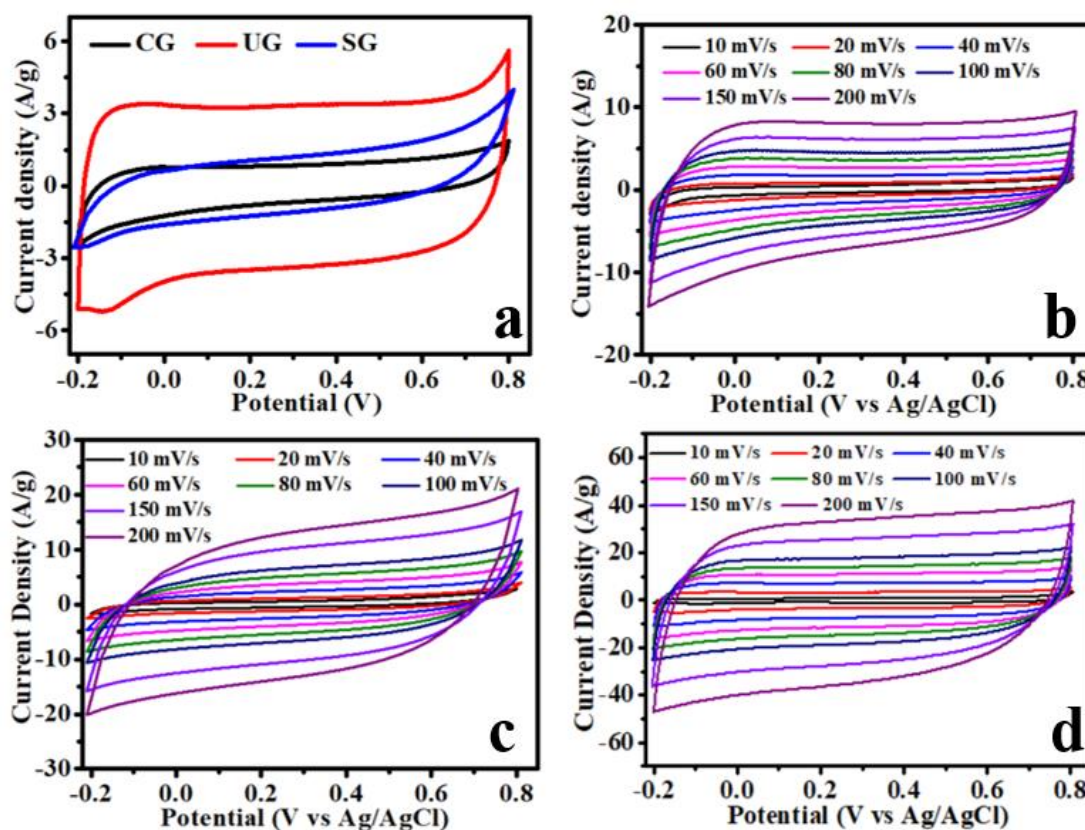 CG UG SG
Current density (A/g)
6
3
0
-3
-6
-0.2 0.0 0.2 0.4 0.6 0.8
Potential (V)
a
10 mV/s 20 mV/s 40 mV/s
60 mV/s 80 mV/s 100 mV/s
150 mV/s 200 mV/s
Current density (A/g)
20
10
0
-10
-20
-0.2 0.0 0.2 0.4 0.6 0.8
Potential (V vs Ag/AgCl)
b
10 mV/s 20 mV/s 40 mV/s
60 mV/s 80 mV/s 100 mV/s
150 mV/s
200 mV/s
Current Density (A/g)
30
20
10
0
-10
-20
-30
-0.2 0.0 0.2 0.4 0.6 0.8
Potential (V vs Ag/AgCl)
c
10 mV/s 20 mV/s 40 mV/s
60 mV/s 80 mV/s 100 mV/s
150 mV/s 200 mV/s
Current Density (A/g)
60
40
20
0
-20
-40
-60
-0.2 0.0 0.2 0.4 0.6 0.8
Potential (V vs Ag/AgCl)
d